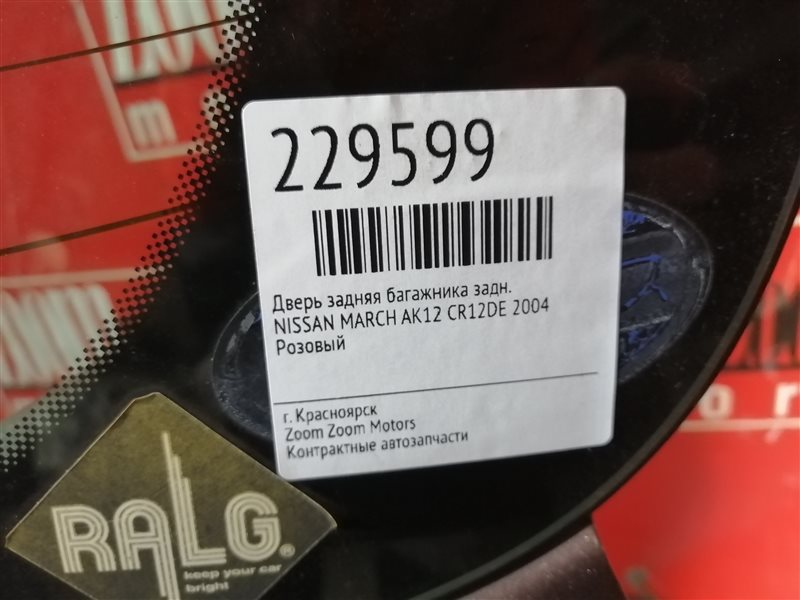 229599
Дверь задняя багажника задн.
NISSAN MARCH AK12 CR12DE 2004
Розовый
г. Красноярск
Zoom Zoom Motors
Контрактные автозапчасти
RALG®
keep your car
bright